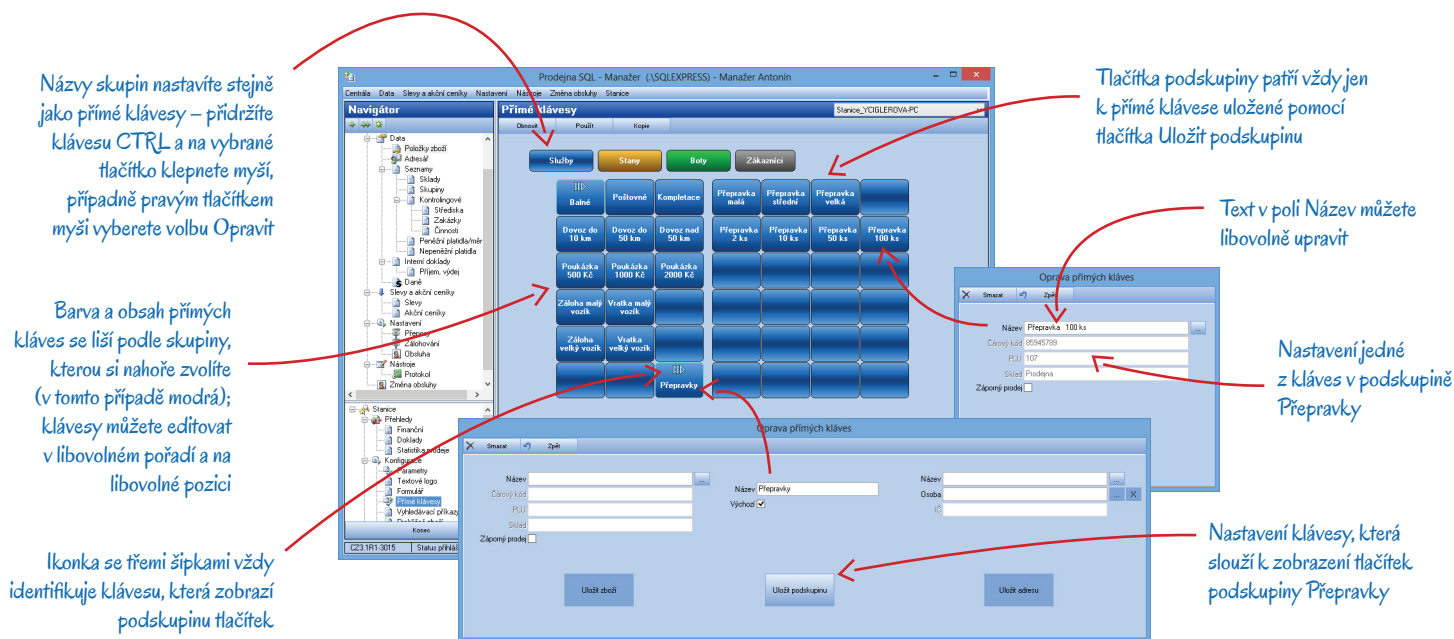 Názvy skupin nastavíte stejně
jako přímé klávesy – přidržíte
klávesu CTRL a na vybrané
tlačítko klepnete myší,
případně pravým tlačítkem
myši vyberete volbu Opravit
Barva a obsah přímých
kláves se liší podle skupiny,
kterou si nahoře zvolíte
(v tomto případě modrá);
klávesy můžete editovat
v libovolném pořadí a na
libovolné pozici
Ikonka se třemi šipkami vždy
identifikuje klávesu, která zobrazí
podskupinu tlačítek
Prodejna SQL - Manažer (.\SQLEXPRESS) - Manažer Antonín
Centrála Data Slevy a akční ceníky Nastavení Nástroje Změna obsluhy Stanice
Navigátor
Data
Položky zboží
Adresář
Seznamy
Sklady
Skupiny
Kontrolingové
Střediska
Zakázky
Činnosti
Peněžní platidla/měr
Nepeněžní platidla
Interní doklady
Příjem, výdej
Daně
Slevy a akční ceníky
Slevy
Akční ceníky
Nastavení
Přenosy
Zálohování
Obsluha
Nástroje
Protokol
Změna obsluhy
Stanice
Přehledy
Finanční
Doklady
Statistika prodeje
Konfigurace
Parametry
Textové logo
Formulář
Přímé klávesy
Vyhledávací příkazy
Konec
CZ3.1R1-3015 Status přihláš
Přímé klávesy Stanice_YCIGLEROVA-PC
Obnovit Použít Kopie
Služby Stany Boty Zákazníci
Balné Poštovné Kompletace Přepravka malá Přepravka střední Přepravka velká
Dovoz do 10 km Dovoz do 50 km Dovoz nad 50 km Přepravka 2 ks Přepravka 10 ks Přepravka 50 ks Přepravka 100 ks
Poukázka 500 Kč Poukázka 1000 Kč Poukázka 2000 Kč
Záloha malý vozík Vratka malý vozík
Záloha velký vozík Vratka velký vozík
Přepravky
Oprava přímých kláves
Smazat Zpět
Název Název Přepravky Název
Čárový kód Výchozí Osoba ... X
PLU IČ
Sklad
Záporný prodej
Uložit zboží Uložit podskupinu Uložit adresu
Oprava přímých kláves
Smazat Zpět
Název Přepravka 100 ks ...
Čárový kód 85945789
PLU 107
Sklad Prodejna
Záporný prodej
Tlačítka podskupiny patří vždy jen
k přímé klávese uložené pomocí
tlačítka Uložit podskupinu
Text v poli Název můžete
libovolně upravit
Nastavení jedné
z kláves v podskupině
Přepravky
Nastavení klávesy, která
slouží k zobrazení tlačítek
podskupiny Přepravky